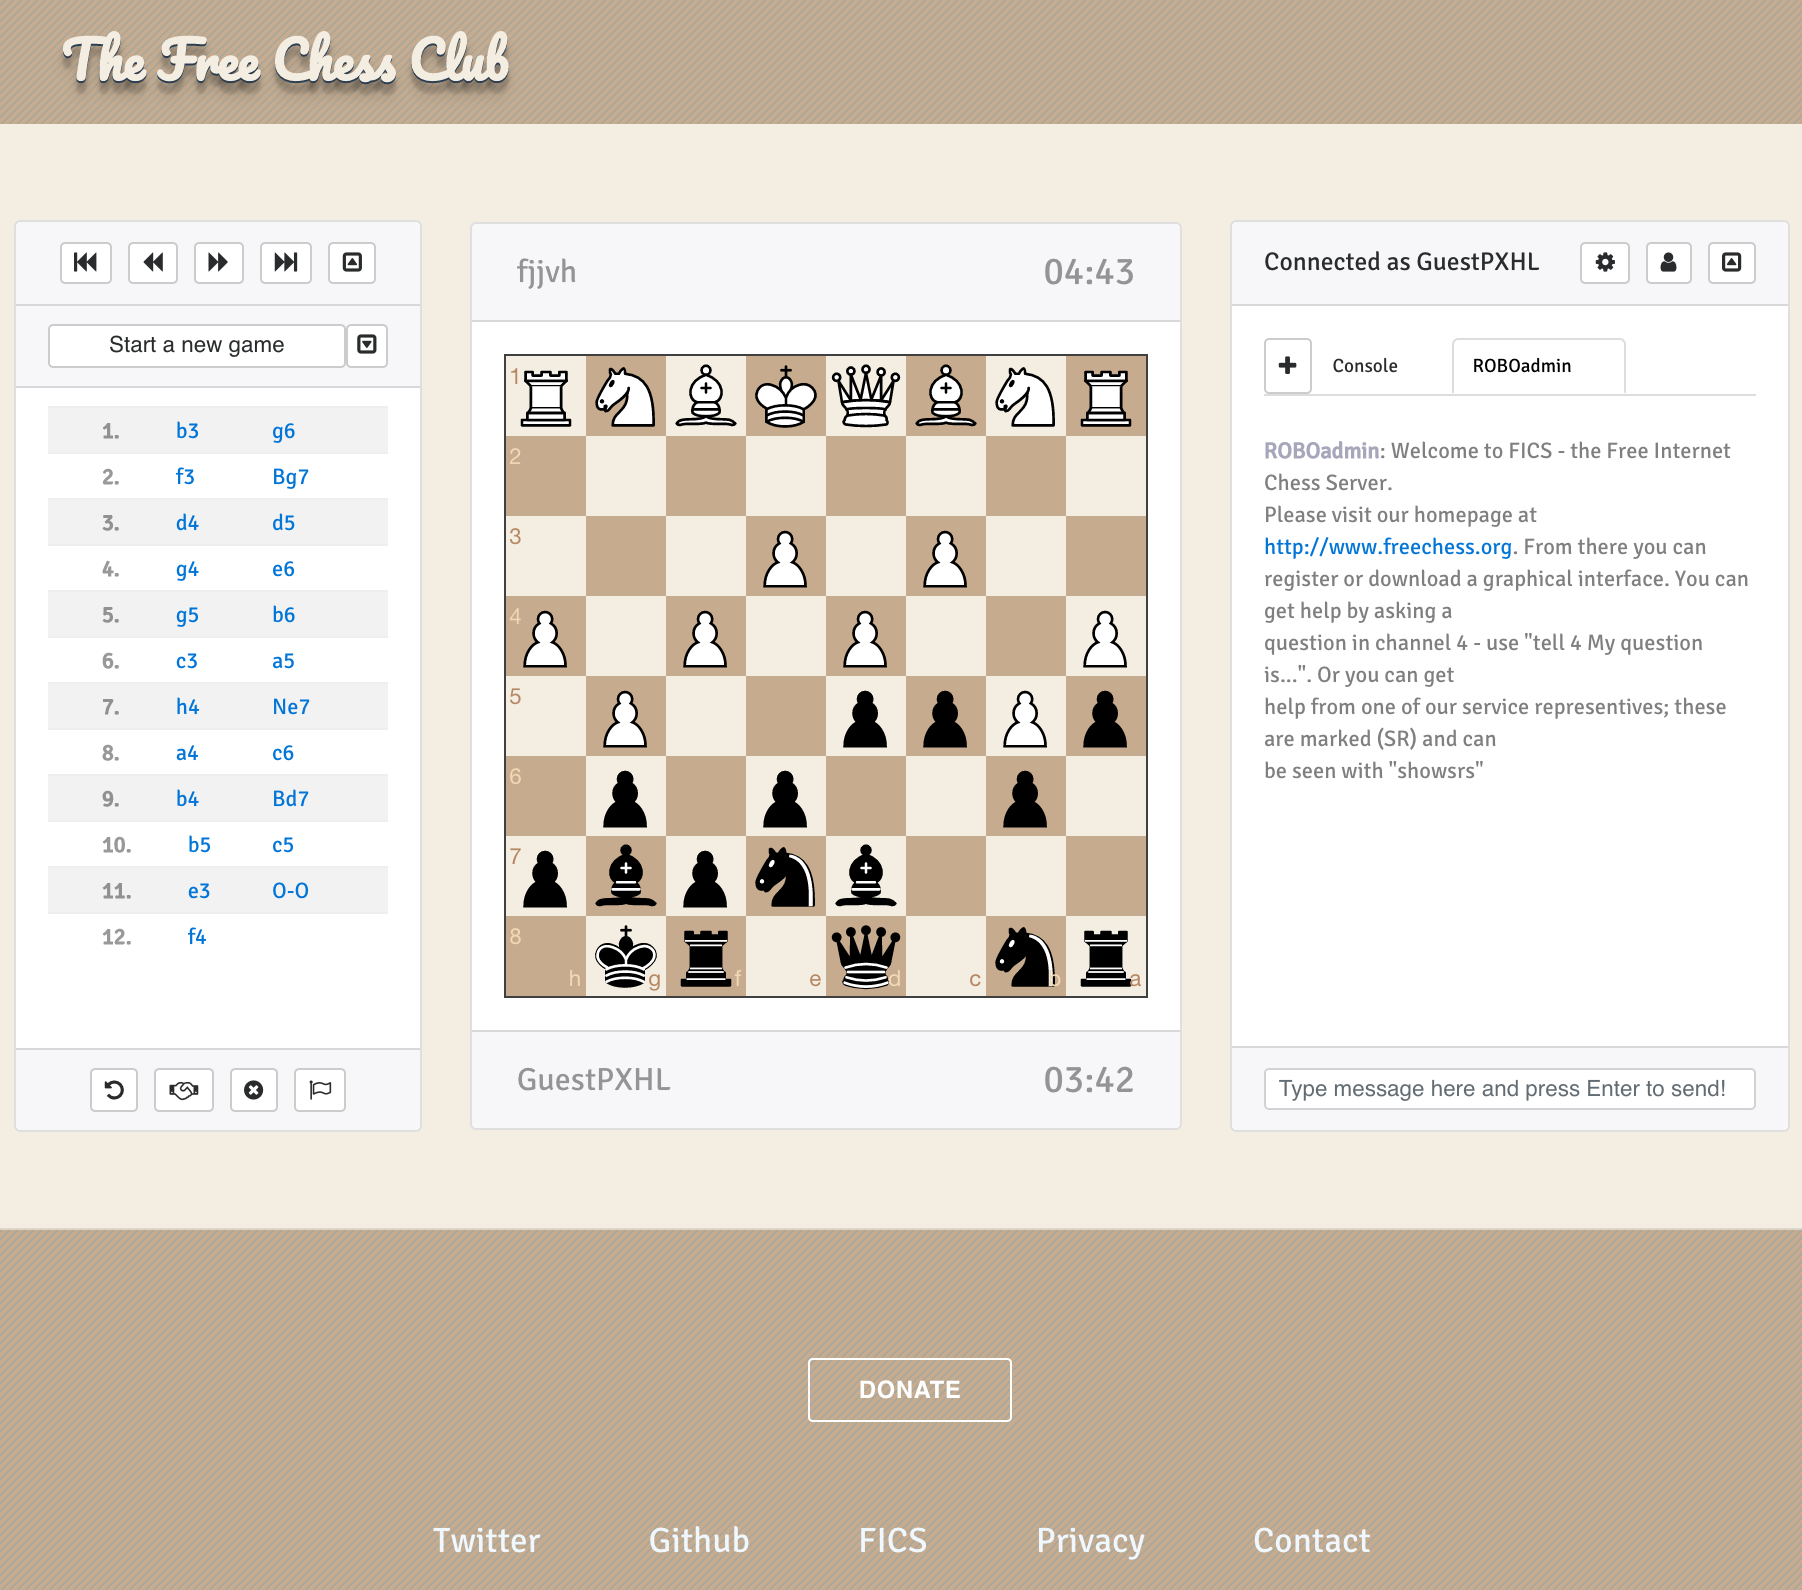 The Free Chess Club
Start a new game
1. b3 g6
2. f3 Bg7
3. d4 d5
4. g4 e6
5. g5 b6
6. c3 a5
7. h4 Ne7
8. a4 c6
9. b4 Bd7
10. b5 c5
11. e3 O-O
12. f4
fjjvh 04:43
1
2
3
4
5
6
7
8
h g f e d c b a
GuestPXHL 03:42
Connected as GuestPXHL
Console ROBOadmin
ROBOadmin: Welcome to FICS - the Free Internet
Chess Server.
Please visit our homepage at
http://www.freechess.org. From there you can
register or download a graphical interface. You can
get help by asking a
question in channel 4 - use "tell 4 My question
is...". Or you can get
help from one of our service representives; these
are marked (SR) and can
be seen with "showsrs"
Type message here and press Enter to send!
DONATE
Twitter Github FICS Privacy Contact